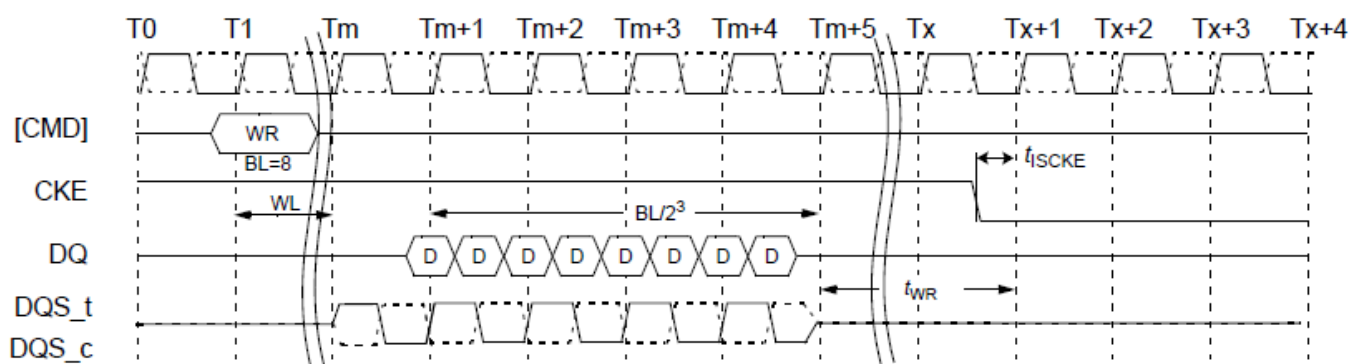 T0 T1 Tm Tm+1 Tm+2 Tm+3 Tm+4 Tm+5 Tx Tx+1 Tx+2 Tx+3 Tx+4
[CMD] WR
BL=8 tISCKE
CKE
WL BL/2³
DQ D D D D D D D D
tWR
DQS_t
DQS_c